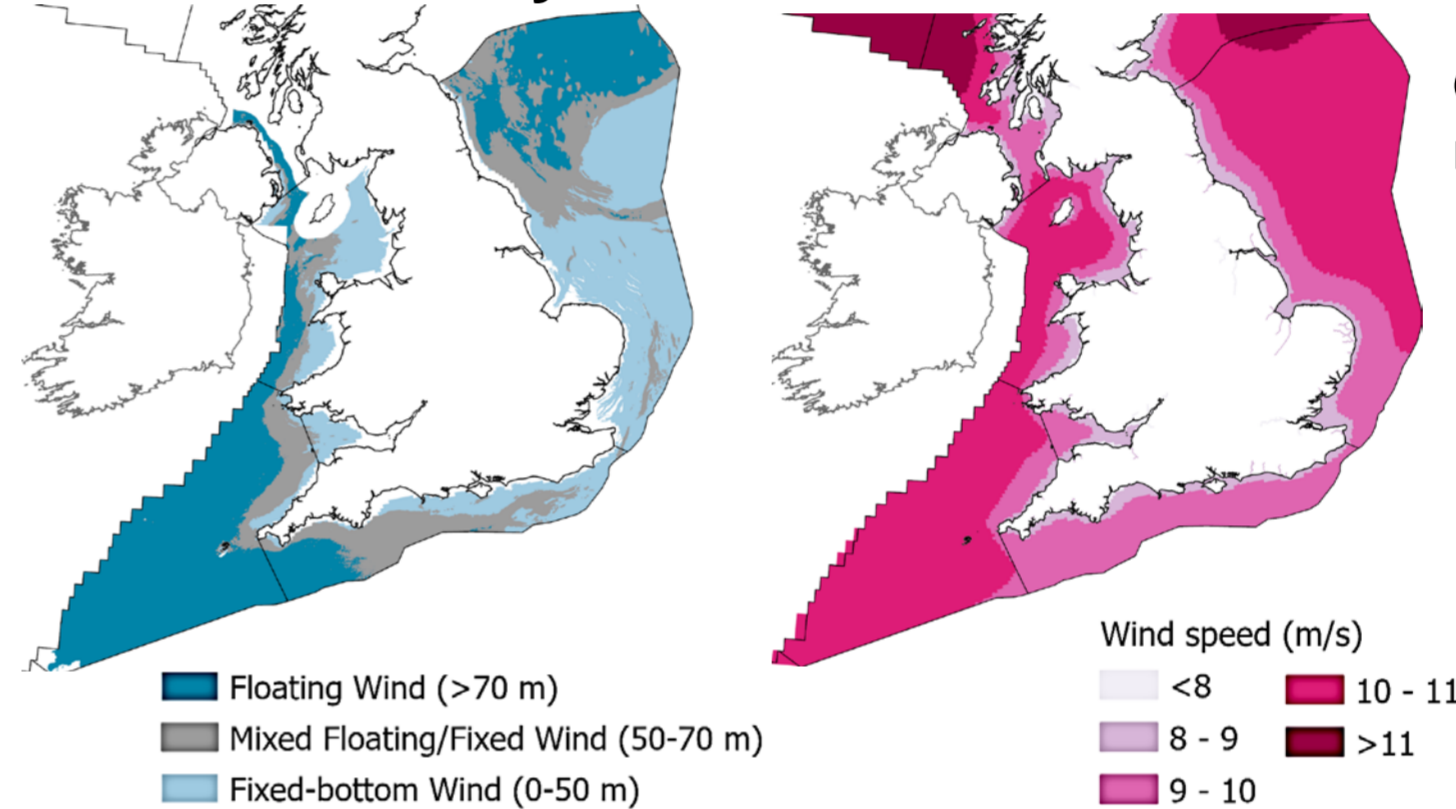 Floating Wind (>70 m)
Mixed Floating/Fixed Wind (50-70 m)
Fixed-bottom Wind (0-50 m)
Wind speed (m/s)
<8
8 - 9
9 - 10
10 - 11
>11